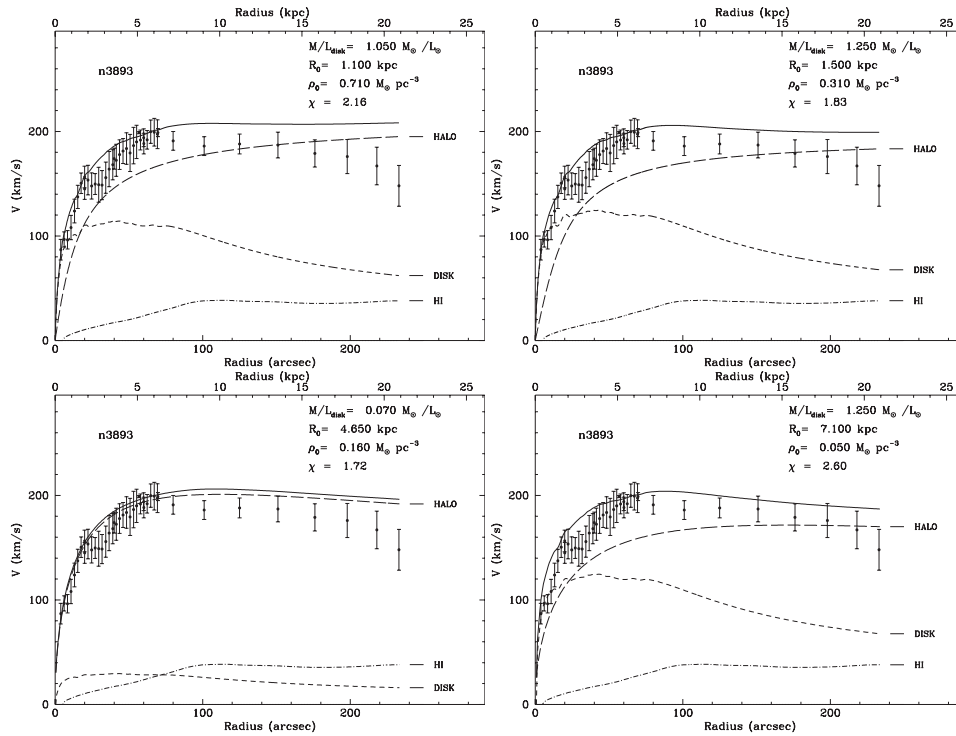 Radius (kpc)
0 5 10 15 20 25
M/L_disk= 1.050 M⊙ /L⊙
n3893
R₀= 1.100 kpc
ρ₀= 0.710 M⊙ pc⁻³
χ = 2.16
V (km/s)
200
HALO
100
DISK
HI
0
0 100 200
Radius (arcsec)
Radius (kpc)
0 5 10 15 20 25
M/L_disk= 1.250 M⊙ /L⊙
n3893
R₀= 1.500 kpc
ρ₀= 0.310 M⊙ pc⁻³
χ = 1.83
V (km/s)
200
HALO
100
DISK
HI
0
0 100 200
Radius (arcsec)
Radius (kpc)
0 5 10 15 20 25
M/L_disk= 0.070 M⊙ /L⊙
n3893
R₀= 4.650 kpc
ρ₀= 0.160 M⊙ pc⁻³
χ = 1.72
V (km/s)
200
HALO
100
HI
DISK
0
0 100 200
Radius (arcsec)
Radius (kpc)
0 5 10 15 20 25
M/L_disk= 1.250 M⊙ /L⊙
n3893
R₀= 7.100 kpc
ρ₀= 0.050 M⊙ pc⁻³
χ = 2.60
V (km/s)
200
HALO
100
DISK
HI
0
0 100 200
Radius (arcsec)